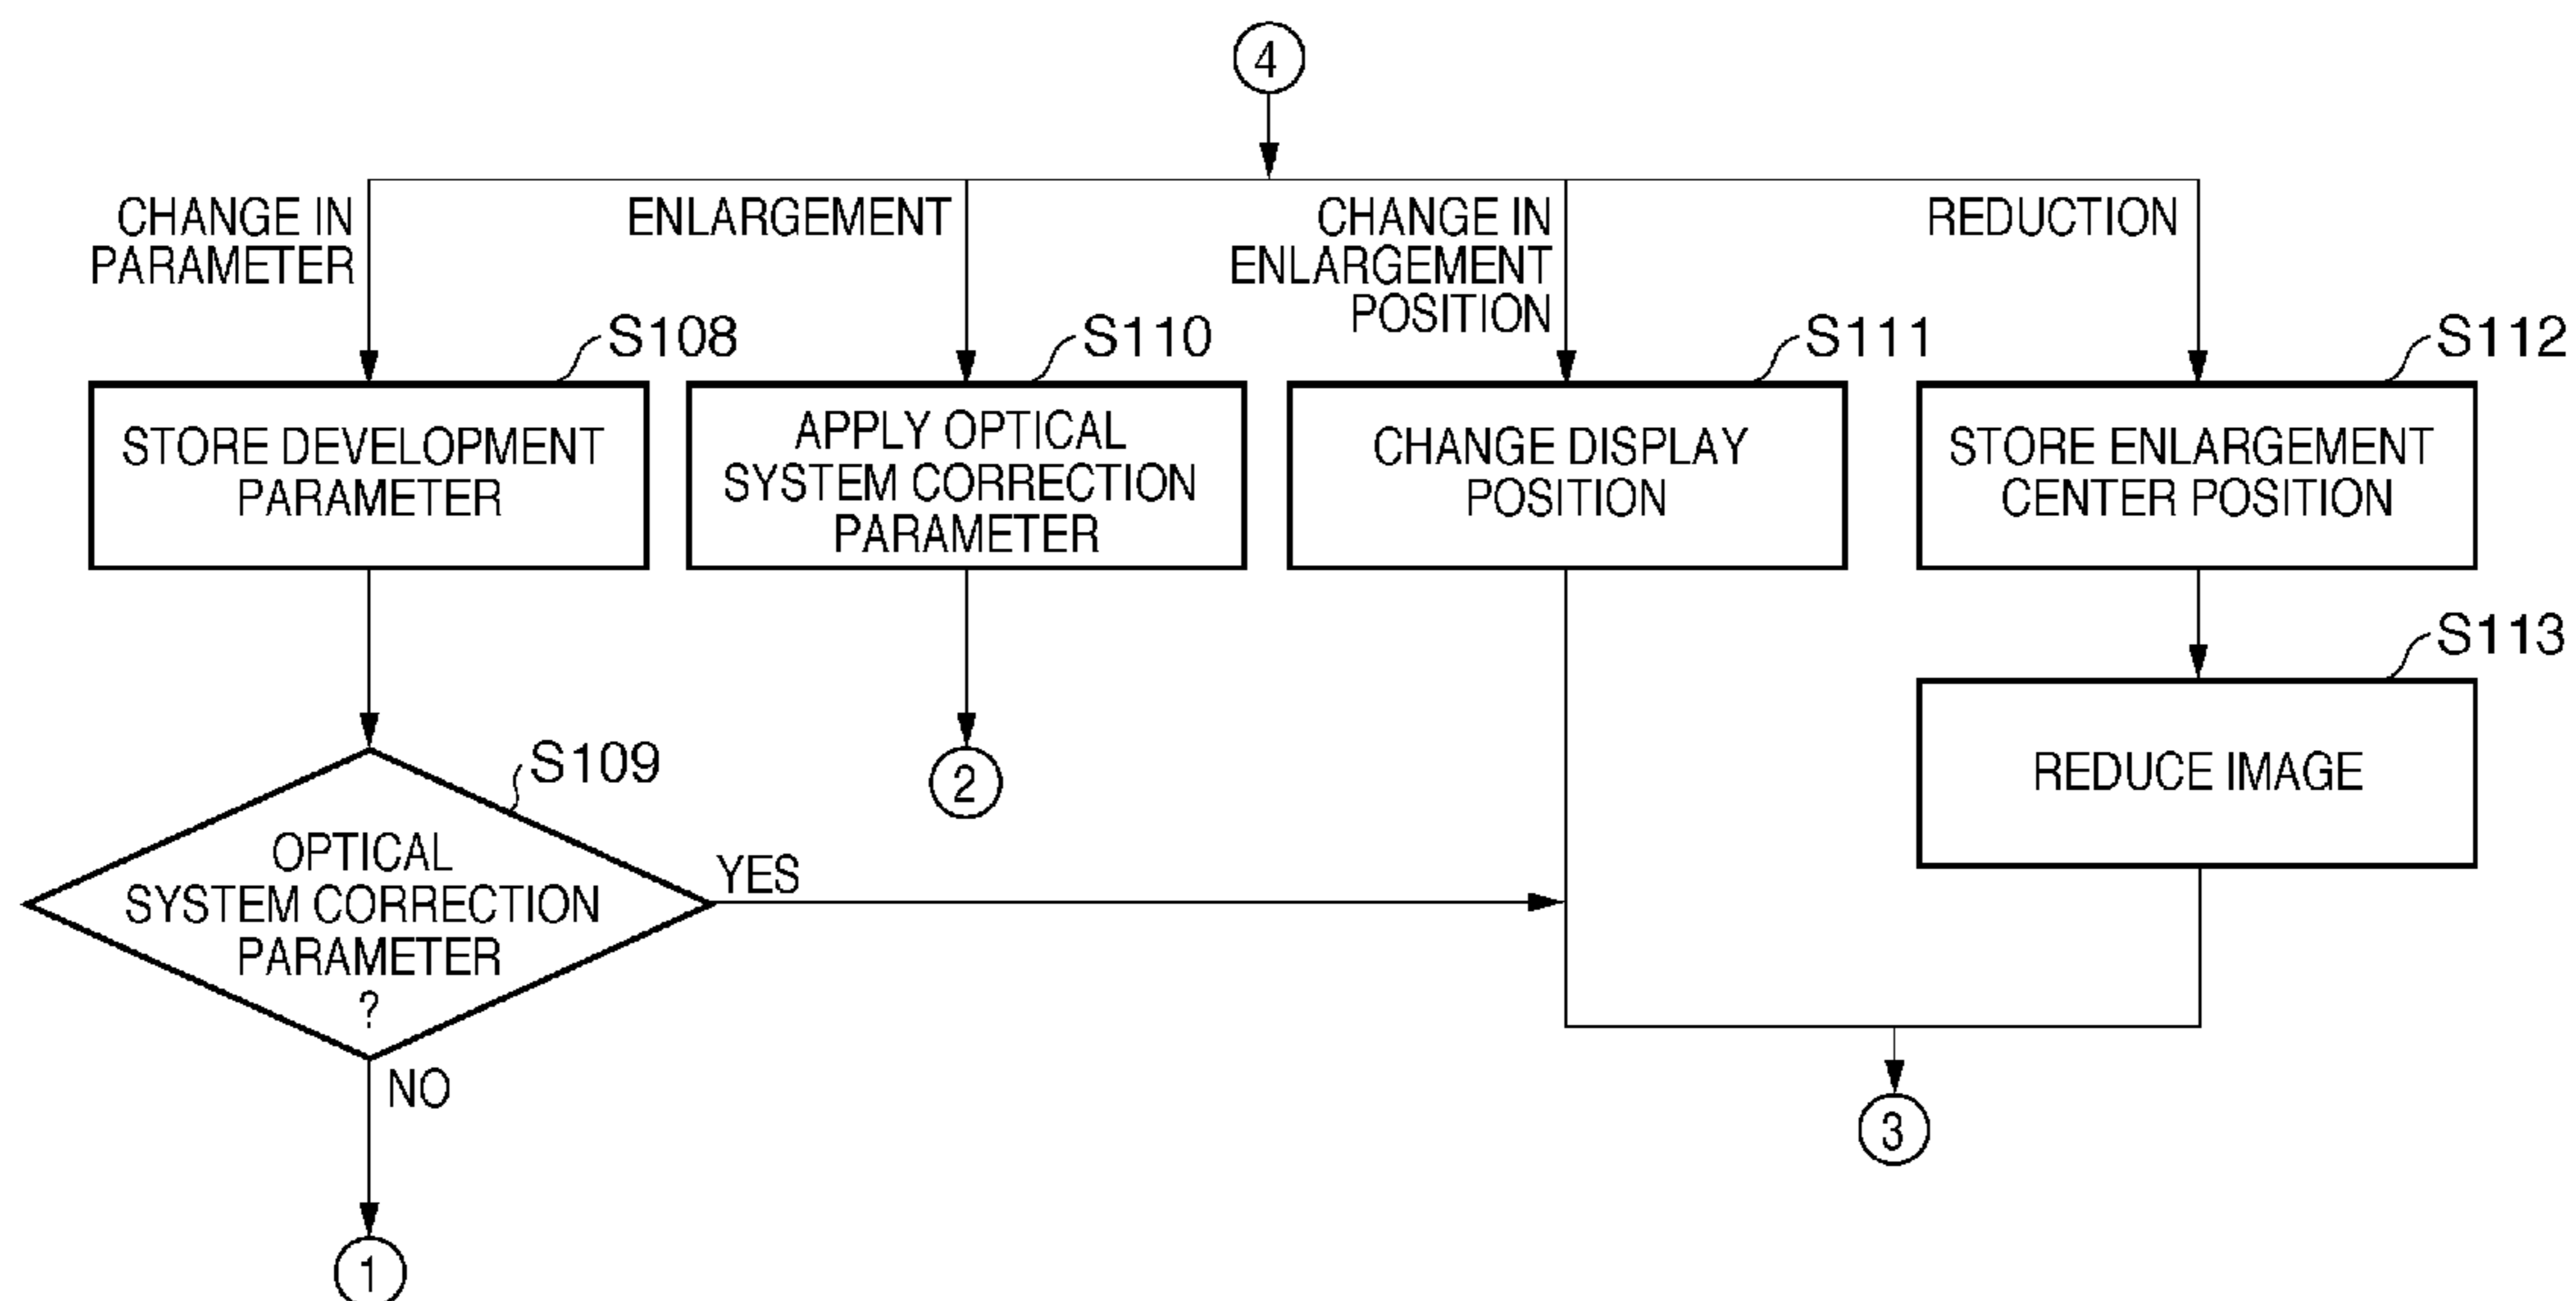 4
CHANGE IN
PARAMETER
ENLARGEMENT
CHANGE IN
ENLARGEMENT
POSITION
REDUCTION
S108
S110
S111
S112
STORE DEVELOPMENT
PARAMETER
APPLY OPTICAL
SYSTEM CORRECTION
PARAMETER
CHANGE DISPLAY
POSITION
STORE ENLARGEMENT
CENTER POSITION
S113
REDUCE IMAGE
S109
2
OPTICAL
SYSTEM CORRECTION
PARAMETER
?
YES
NO
3
1